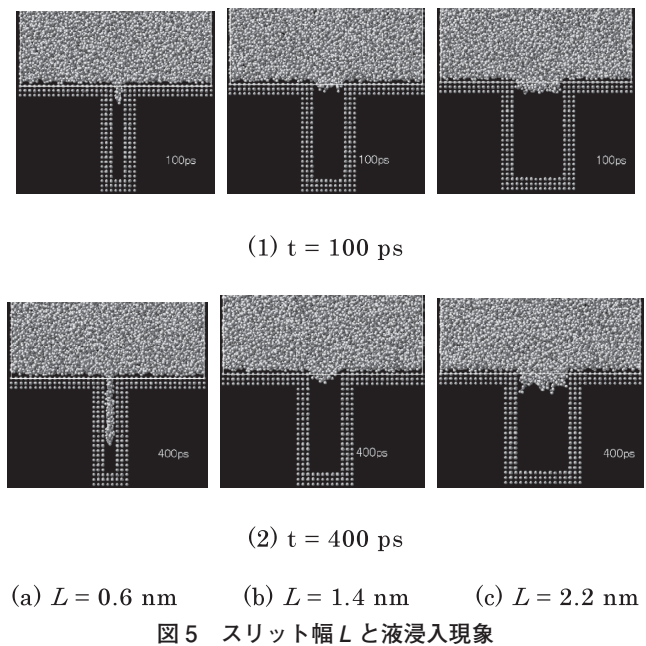 100ps 100ps 100ps
(1) t = 100 ps
400ps 400ps 400ps
(2) t = 400 ps
(a) L = 0.6 nm (b) L = 1.4 nm (c) L = 2.2 nm
図5 スリット幅 L と液浸入現象